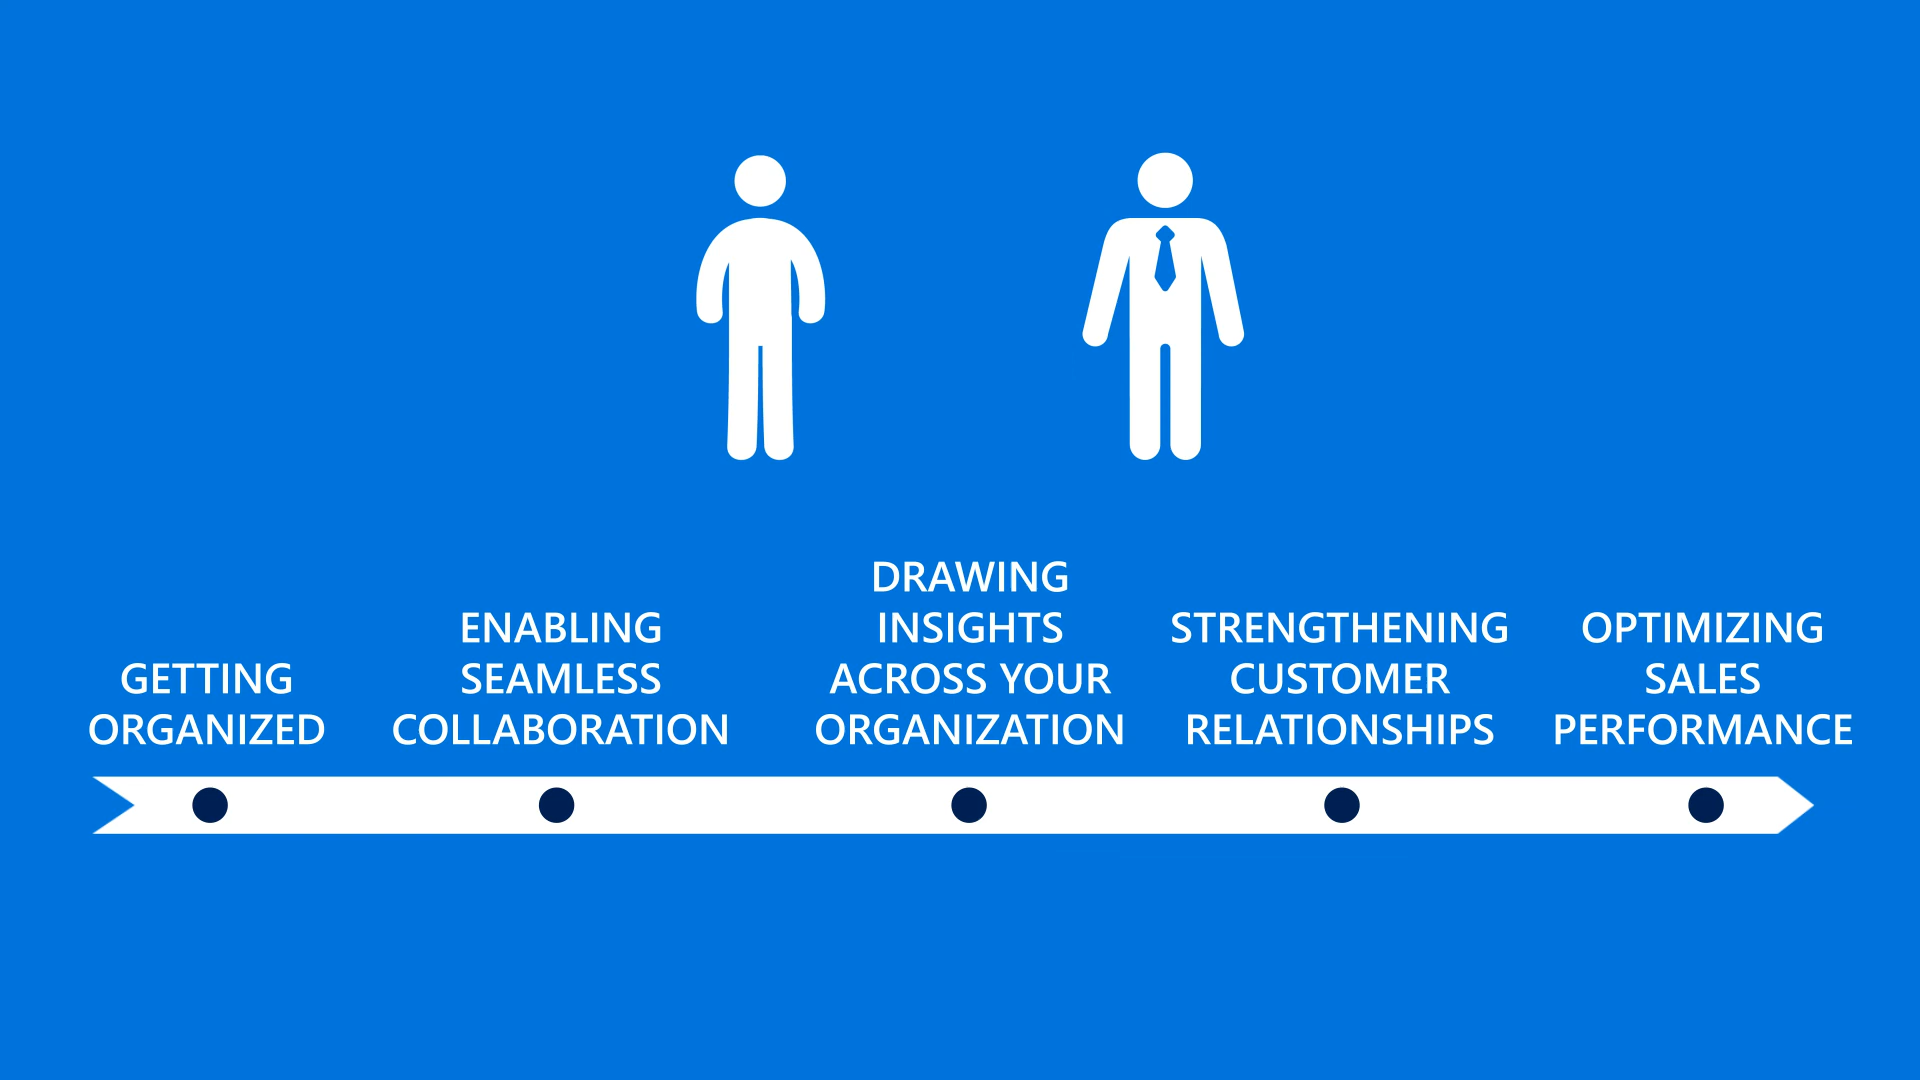 GETTING
ORGANIZED
ENABLING
SEAMLESS
COLLABORATION
DRAWING
INSIGHTS
ACROSS YOUR
ORGANIZATION
STRENGTHENING
CUSTOMER
RELATIONSHIPS
OPTIMIZING
SALES
PERFORMANCE